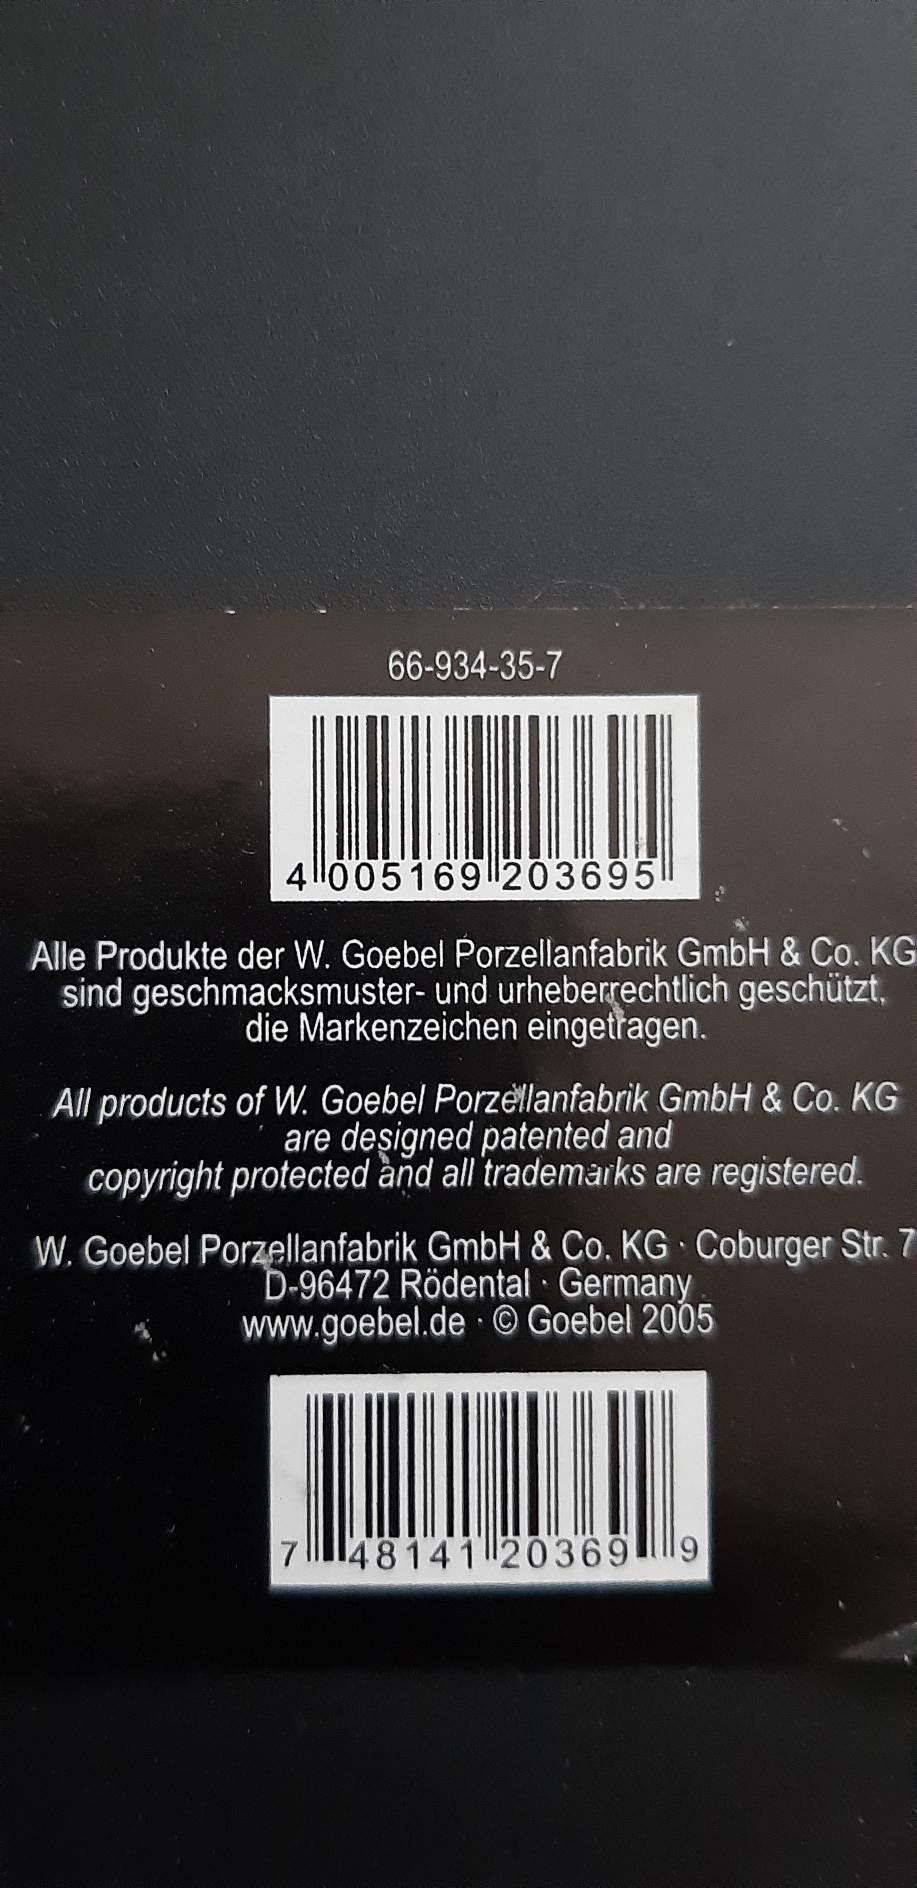 66-934-35-7
4 005169 203695
Alle Produkte der W. Goebel Porzellanfabrik GmbH & Co. KG
sind geschmacksmuster- und urheberrechtlich geschützt,
die Markenzeichen eingetragen.
All products of W. Goebel Porzellanfabrik GmbH & Co. KG
are designed patented and
copyright protected and all trademarks are registered.
W. Goebel Porzellanfabrik GmbH & Co. KG · Coburger Str. 7
D-96472 Rödental · Germany
www.goebel.de · © Goebel 2005
7 48141 20369 9